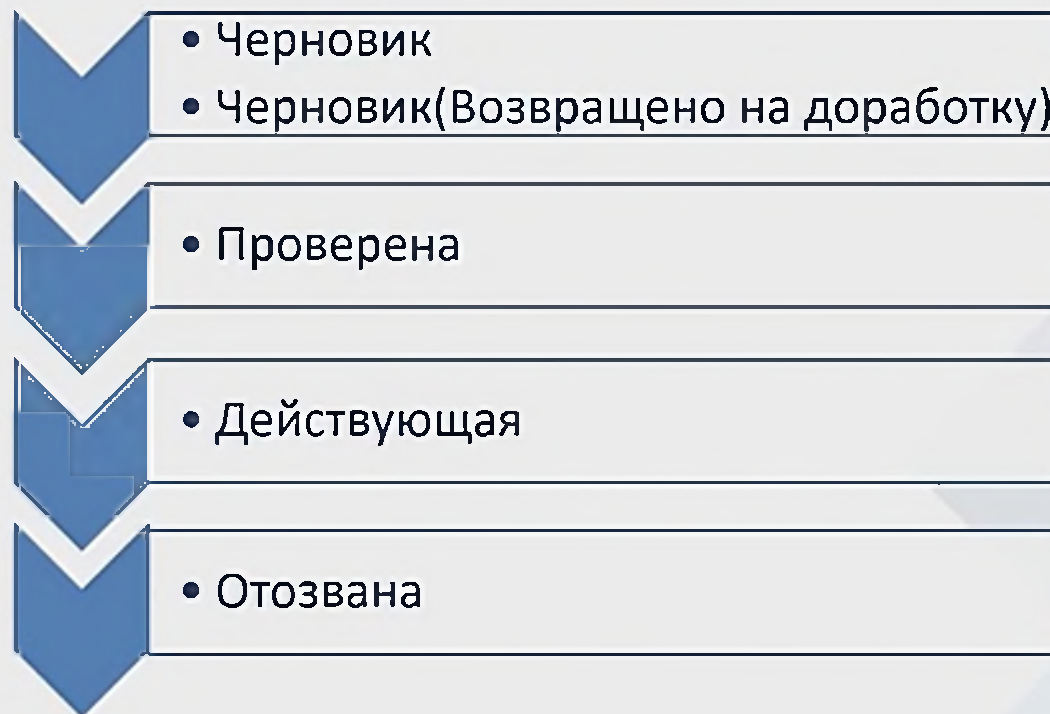 • Черновик
• Черновик(Возвращено на доработку)
• Проверена
• Действующая
• Отозвана